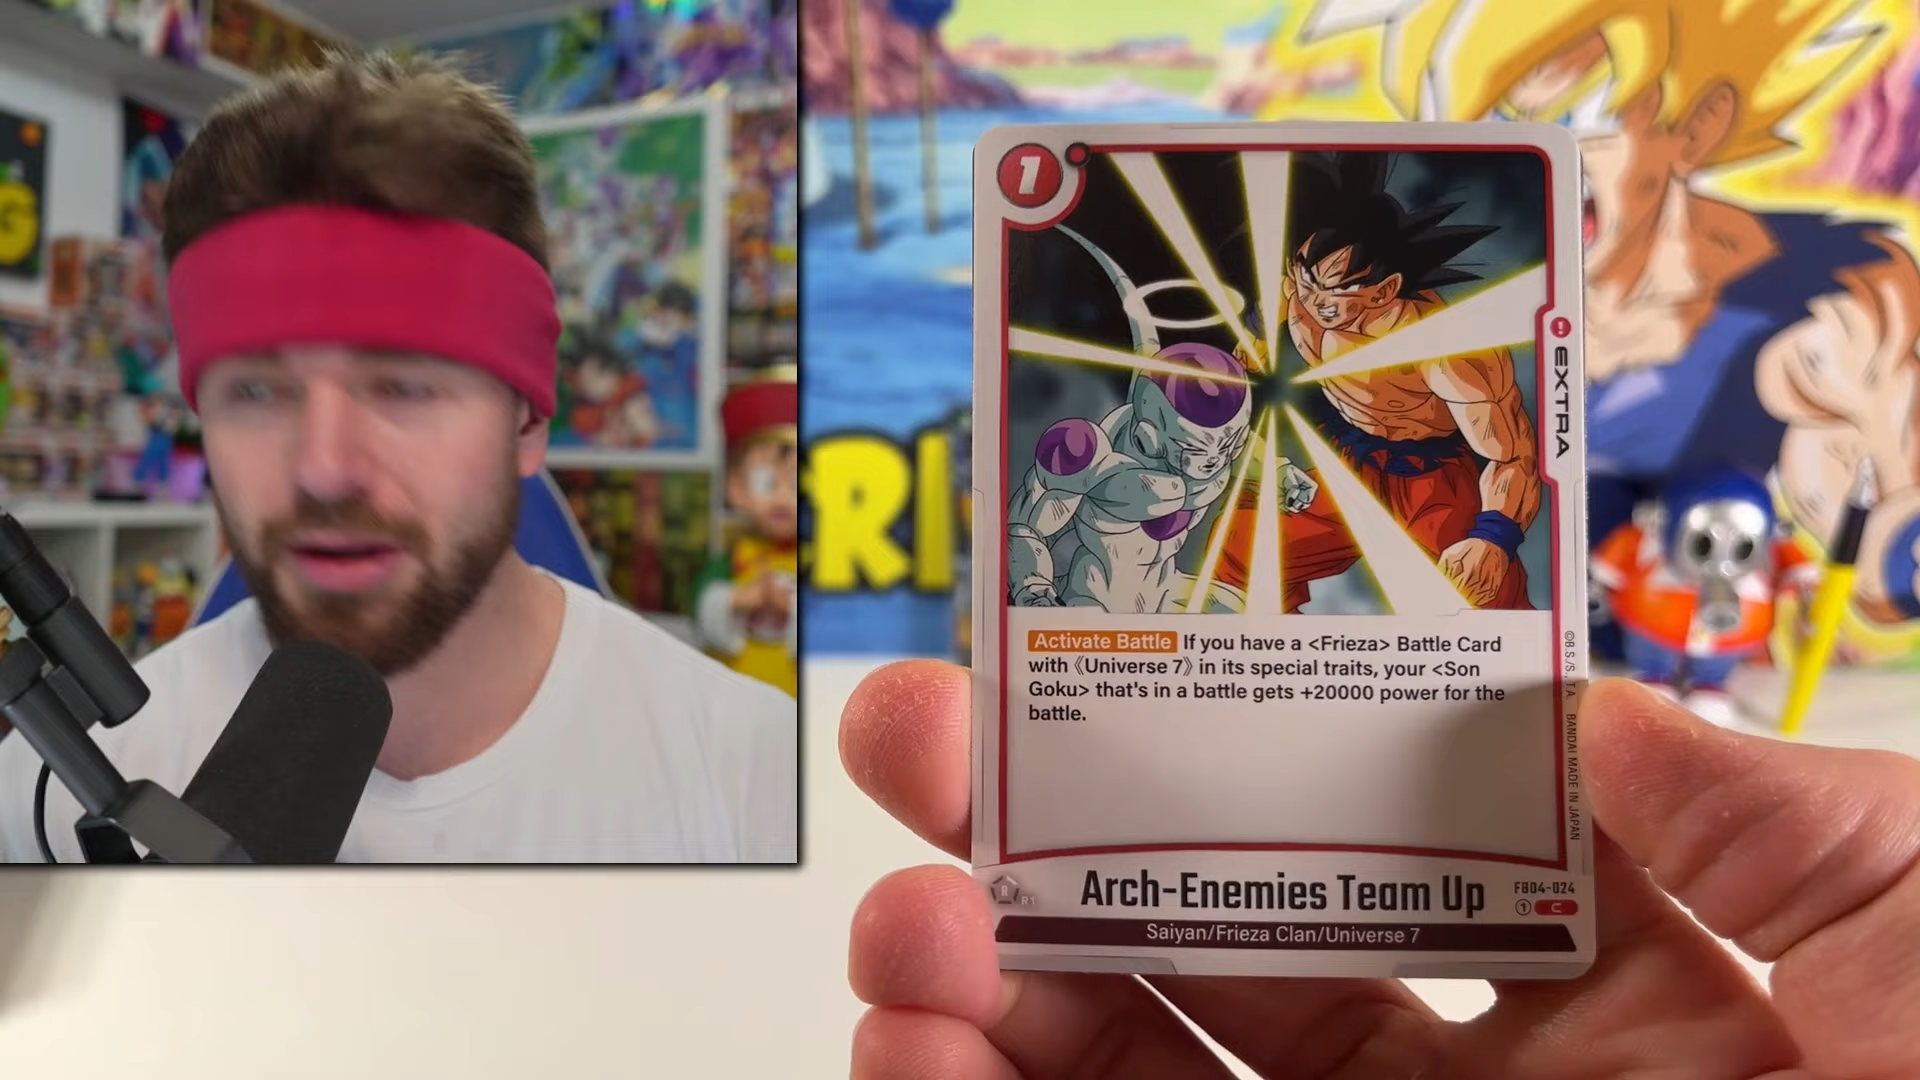 1
! EXTRA
Activate Battle If you have a <Frieza> Battle Card
with 《Universe 7》 in its special traits, your <Son
Goku> that's in a battle gets +20000 power for the
battle.
©B.S./S., T.A. BANDAI MADE IN JAPAN
R R1
Arch-Enemies Team Up
FB04-024
① C
Saiyan/Frieza Clan/Universe 7